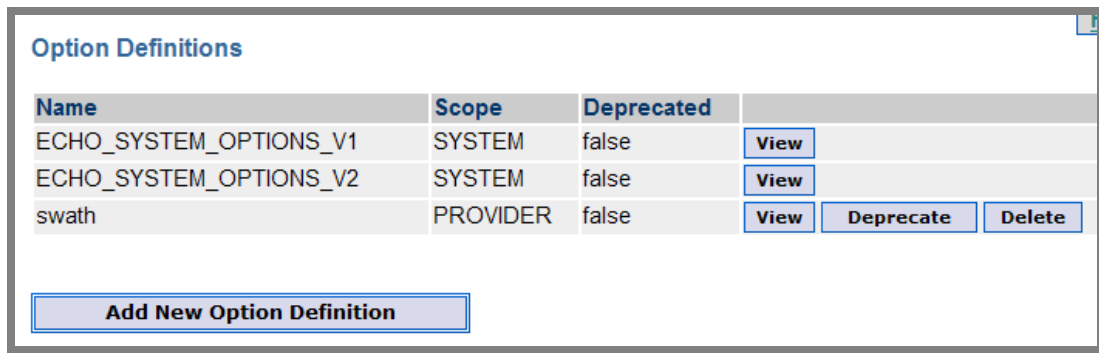 Option Definitions
Name Scope Deprecated
ECHO_SYSTEM_OPTIONS_V1 SYSTEM false View
ECHO_SYSTEM_OPTIONS_V2 SYSTEM false View
swath PROVIDER false View Deprecate Delete
Add New Option Definition